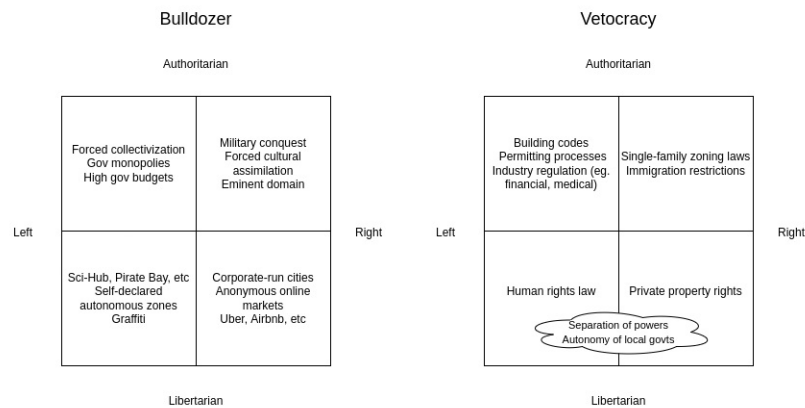 Bulldozer
Authoritarian
Forced collectivization
Gov monopolies
High gov budgets
Military conquest
Forced cultural
assimilation
Eminent domain
Left
Right
Sci-Hub, Pirate Bay, etc
Self-declared
autonomous zones
Graffiti
Corporate-run cities
Anonymous online
markets
Uber, Airbnb, etc
Libertarian
Vetocracy
Authoritarian
Building codes
Permitting processes
Industry regulation (eg.
financial, medical)
Single-family zoning laws
Immigration restrictions
Left
Right
Human rights law
Private property rights
Separation of powers
Autonomy of local govts
Libertarian